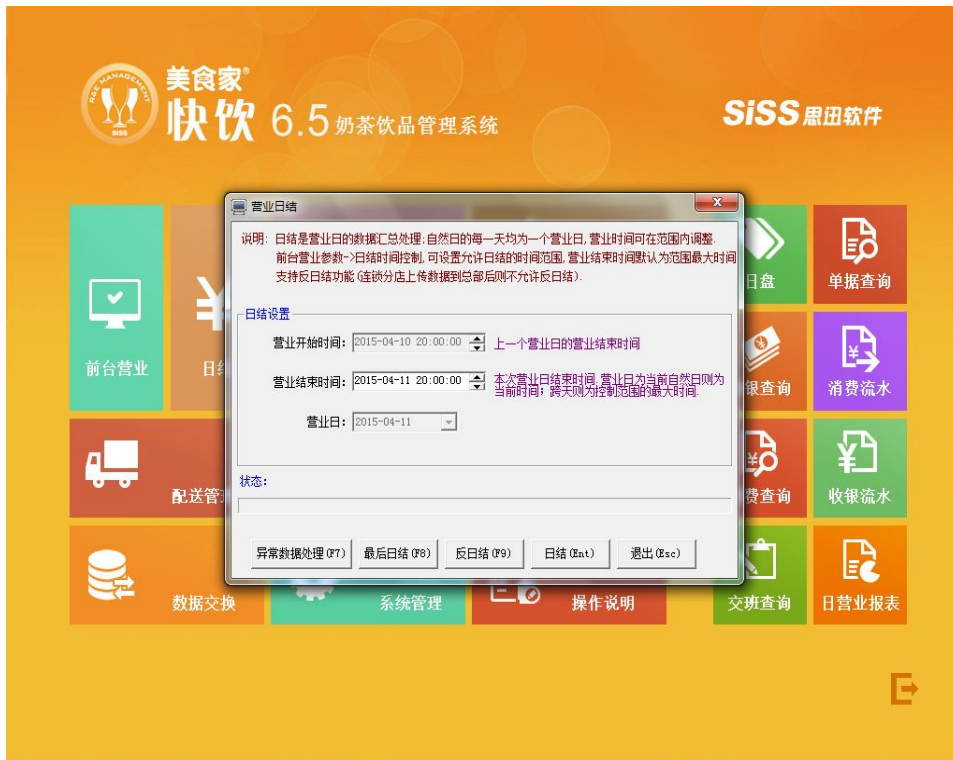 R&E MANAGEMENT
SISS
美食家®
快饮 6.5 奶茶饮品管理系统
SiSS 思迅软件
营业日结
说明: 日结是营业日的数据汇总处理;自然日的每一天均为一个营业日,营业时间可在范围内调整.
前台营业参数->日结时间控制,可设置允许日结的时间范围,营业结束时间默认为范围最大时间
支持反日结功能(连锁分店上传数据到总部后则不允许反日结).
日结设置
营业开始时间: 2015-04-10 20:00:00 上一个营业日的营业结束时间
营业结束时间: 2015-04-11 20:00:00 本次营业日结束时间,营业日为当前自然日则为
当前时间;跨天则为控制范围的最大时间.
营业日: 2015-04-11
状态:
异常数据处理(F7) 最后日结(F8) 反日结(F9) 日结(Ent) 退出(Esc)
前台营业
日
日盘
单据查询
银查询
消费流水
配送管
费查询
收银流水
数据交换
系统管理
操作说明
交班查询
日营业报表